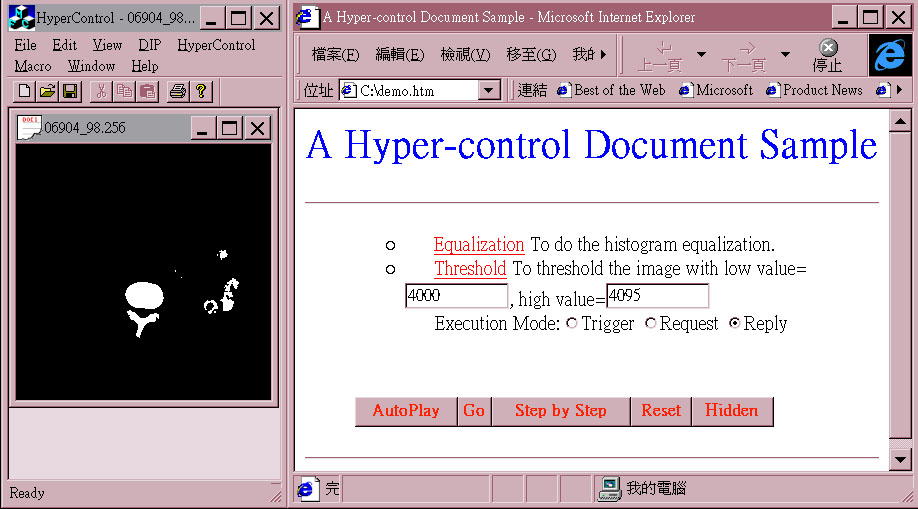 HyperControl - 06904_98...
File Edit View DIP HyperControl
Macro Window Help
06904_98.256
Ready
A Hyper-control Document Sample - Microsoft Internet Explorer
檔案(F) 編輯(E) 檢視(V) 移至(G) 我的
上一頁 下一頁 停止
位址 C:\demo.htm 連結 Best of the Web Microsoft Product News
A Hyper-control Document Sample
Equalization To do the histogram equalization.
Threshold To threshold the image with low value=
4000 , high value= 4095
Execution Mode: Trigger Request Reply
AutoPlay Go Step by Step Reset Hidden
完 我的電腦